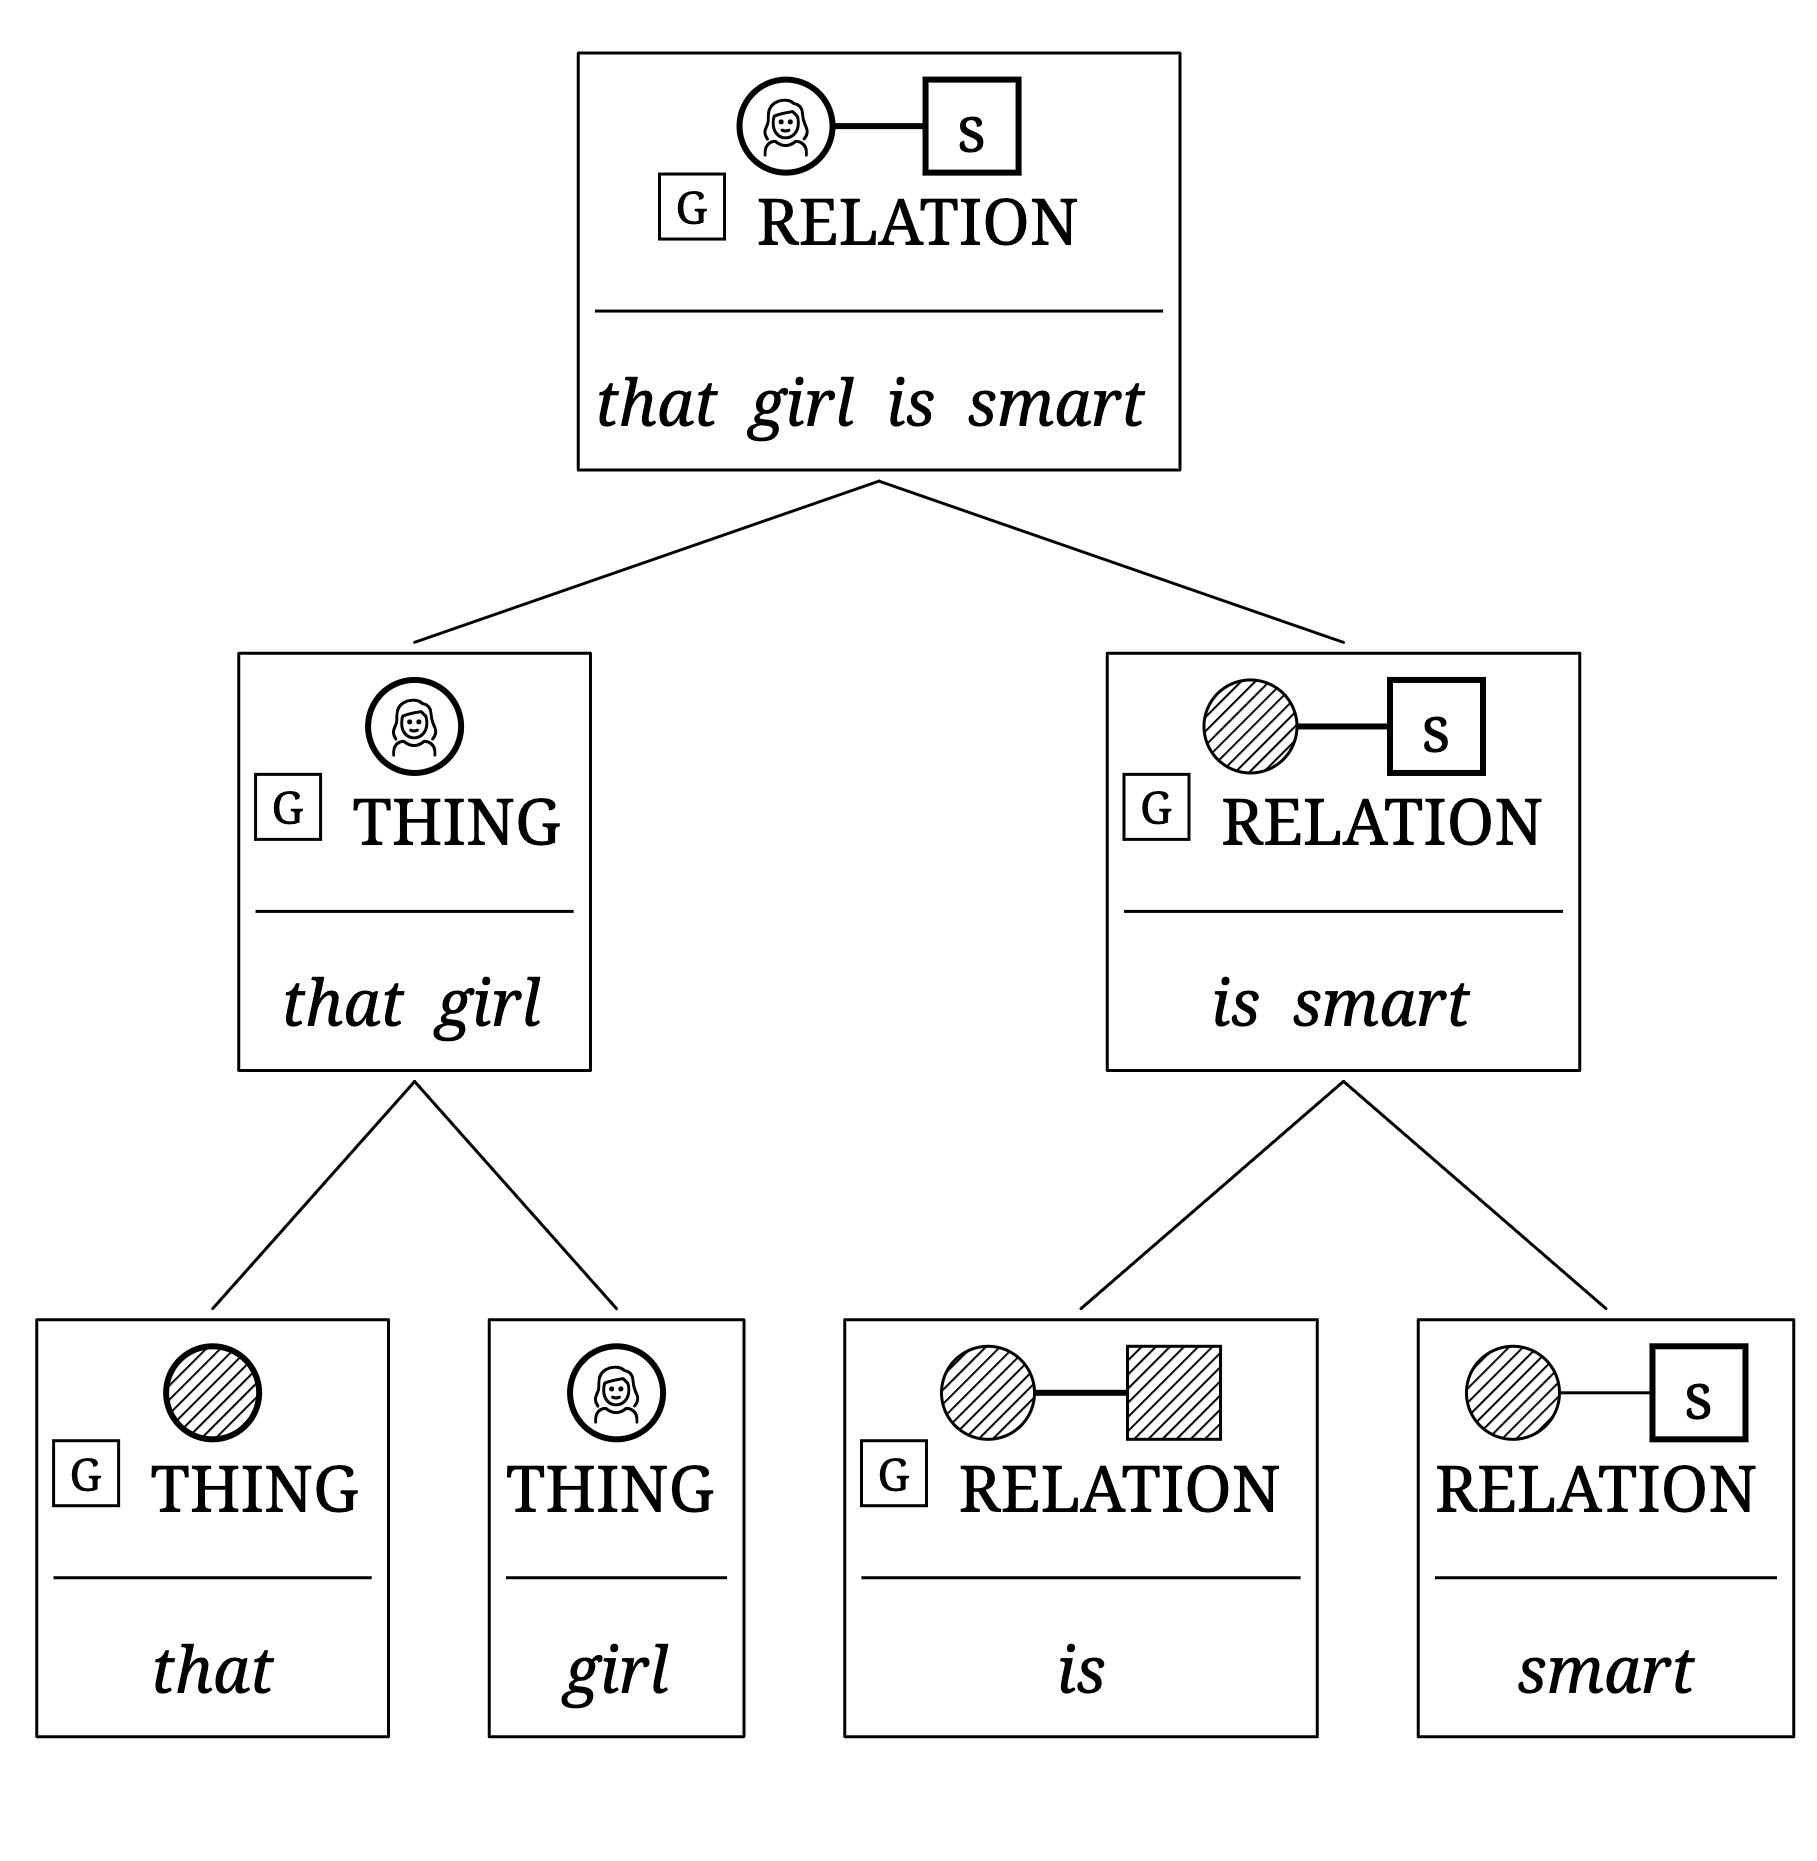 s
G RELATION
that girl is smart
G THING
that girl
s
G RELATION
is smart
G THING
that
THING
girl
G RELATION
is
s
RELATION
smart